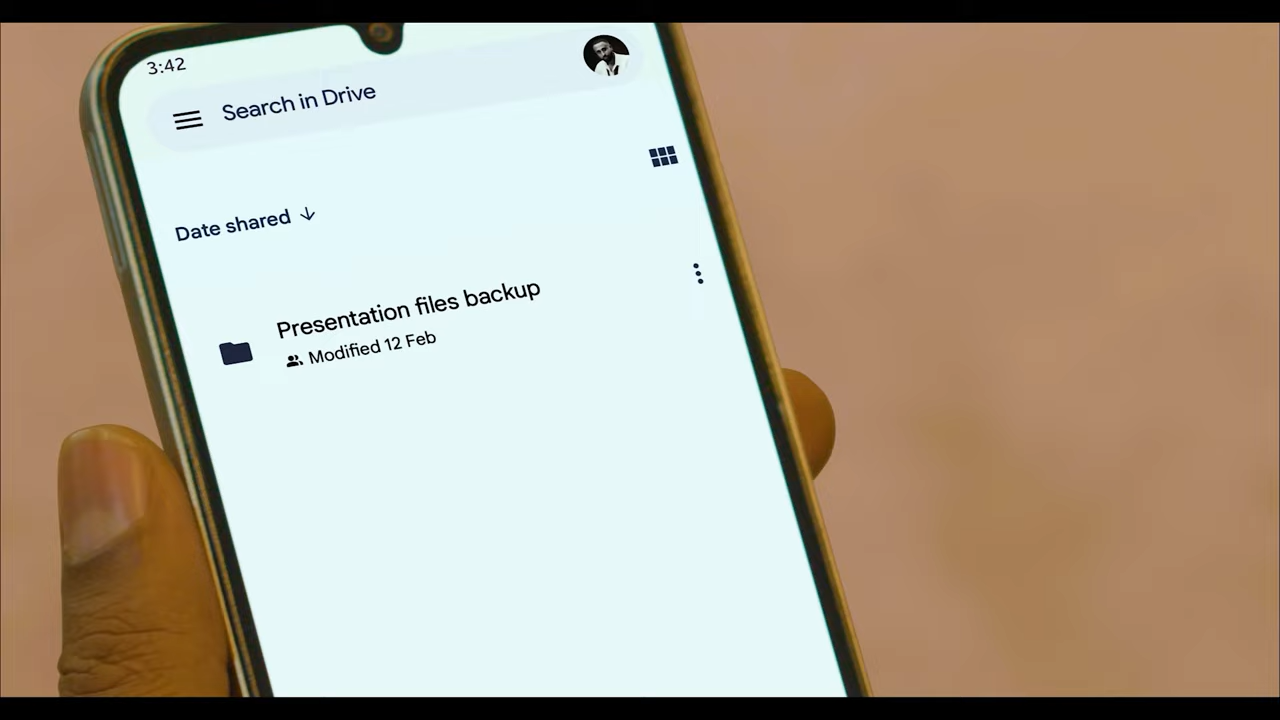 3:42
Search in Drive
Date shared
Presentation files backup
Modified 12 Feb